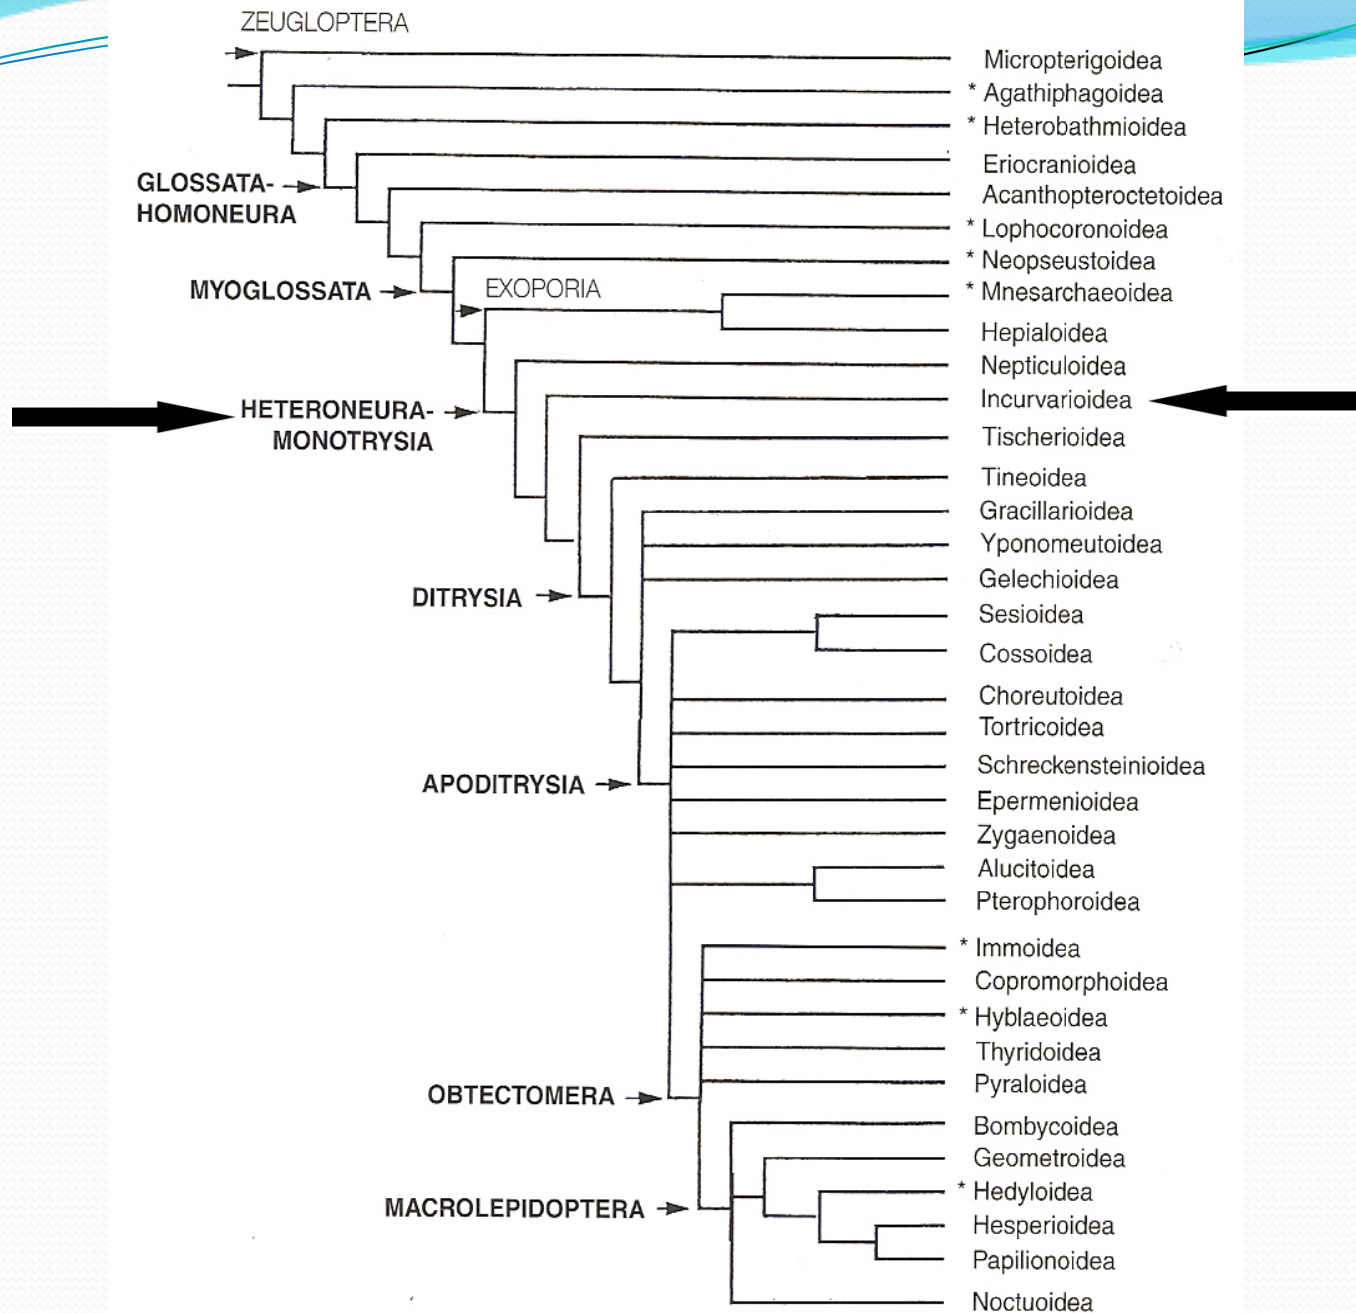 ZEUGLOPTERA
Micropterigoidea
* Agathiphagoidea
* Heterobathmioidea
Eriocranioidea
GLOSSATA-
HOMONEURA
Acanthopteroctetoidea
* Lophocoronoidea
* Neopseustoidea
MYOGLOSSATA
EXOPORIA
* Mnesarchaeoidea
Hepialoidea
Nepticuloidea
Incurvarioidea
HETERONEURA-
MONOTRYSIA
Tischerioidea
Tineoidea
Gracillarioidea
Yponomeutoidea
Gelechioidea
DITRYSIA
Sesioidea
Cossoidea
Choreutoidea
Tortricoidea
Schreckensteinioidea
APODITRYSIA
Epermenioidea
Zygaenoidea
Alucitoidea
Pterophoroidea
* Immoidea
Copromorphoidea
* Hyblaeoidea
Thyridoidea
Pyraloidea
OBTECTOMERA
Bombycoidea
Geometroidea
* Hedyloidea
MACROLEPIDOPTERA
Hesperioidea
Papilionoidea
Noctuoidea